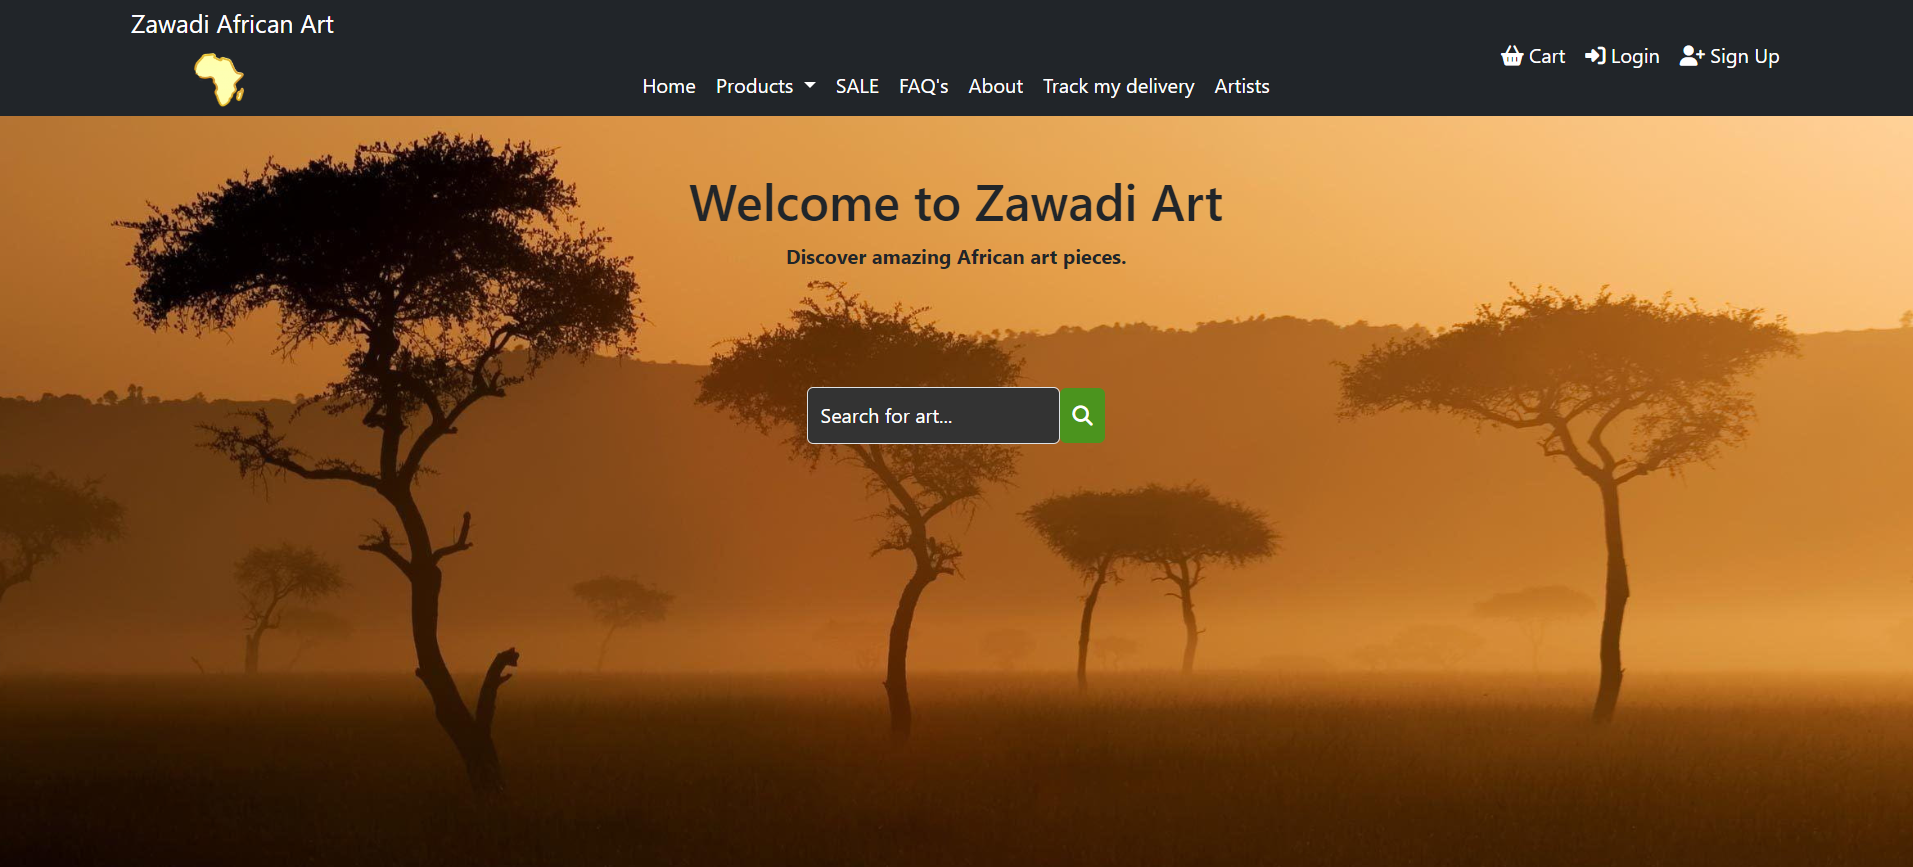 Zawadi African Art
Home Products SALE FAQ's About Track my delivery Artists
Cart Login Sign Up
Welcome to Zawadi Art
Discover amazing African art pieces.
Search for art...